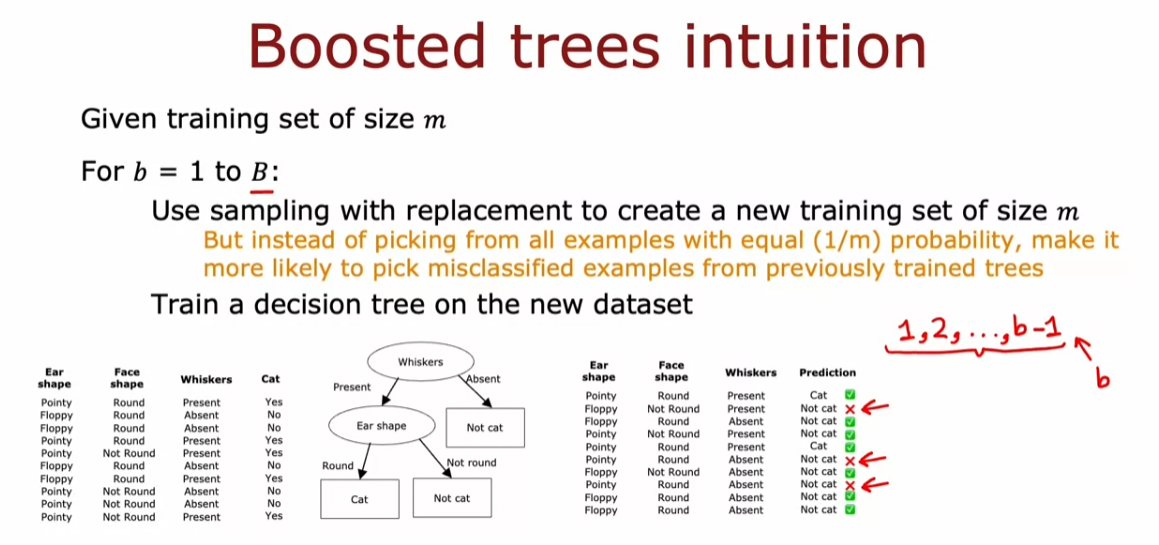 Boosted trees intuition
Given training set of size m
For b = 1 to B:
Use sampling with replacement to create a new training set of size m
But instead of picking from all examples with equal (1/m) probability, make it
more likely to pick misclassified examples from previously trained trees
Train a decision tree on the new dataset
1,2,...,b-1
b
Ear shape Face shape Whiskers Cat
Pointy Round Present Yes
Floppy Round Absent No
Floppy Round Absent No
Pointy Round Present Yes
Pointy Not Round Present Yes
Floppy Round Absent No
Floppy Round Present Yes
Pointy Not Round Absent No
Pointy Not Round Absent No
Pointy Not Round Present Yes
Whiskers
Present
Absent
Ear shape
Not cat
Round
Not round
Cat
Not cat
Ear shape Face shape Whiskers Prediction
Pointy Round Present Cat ✅
Floppy Not Round Present Not cat ❌
Floppy Round Absent Not cat ✅
Pointy Not Round Present Not cat ✅
Pointy Round Present Cat ✅
Pointy Round Absent Not cat ❌
Floppy Not Round Absent Not cat ✅
Pointy Round Absent Not cat ❌
Floppy Round Absent Not cat ✅
Floppy Round Absent Not cat ✅